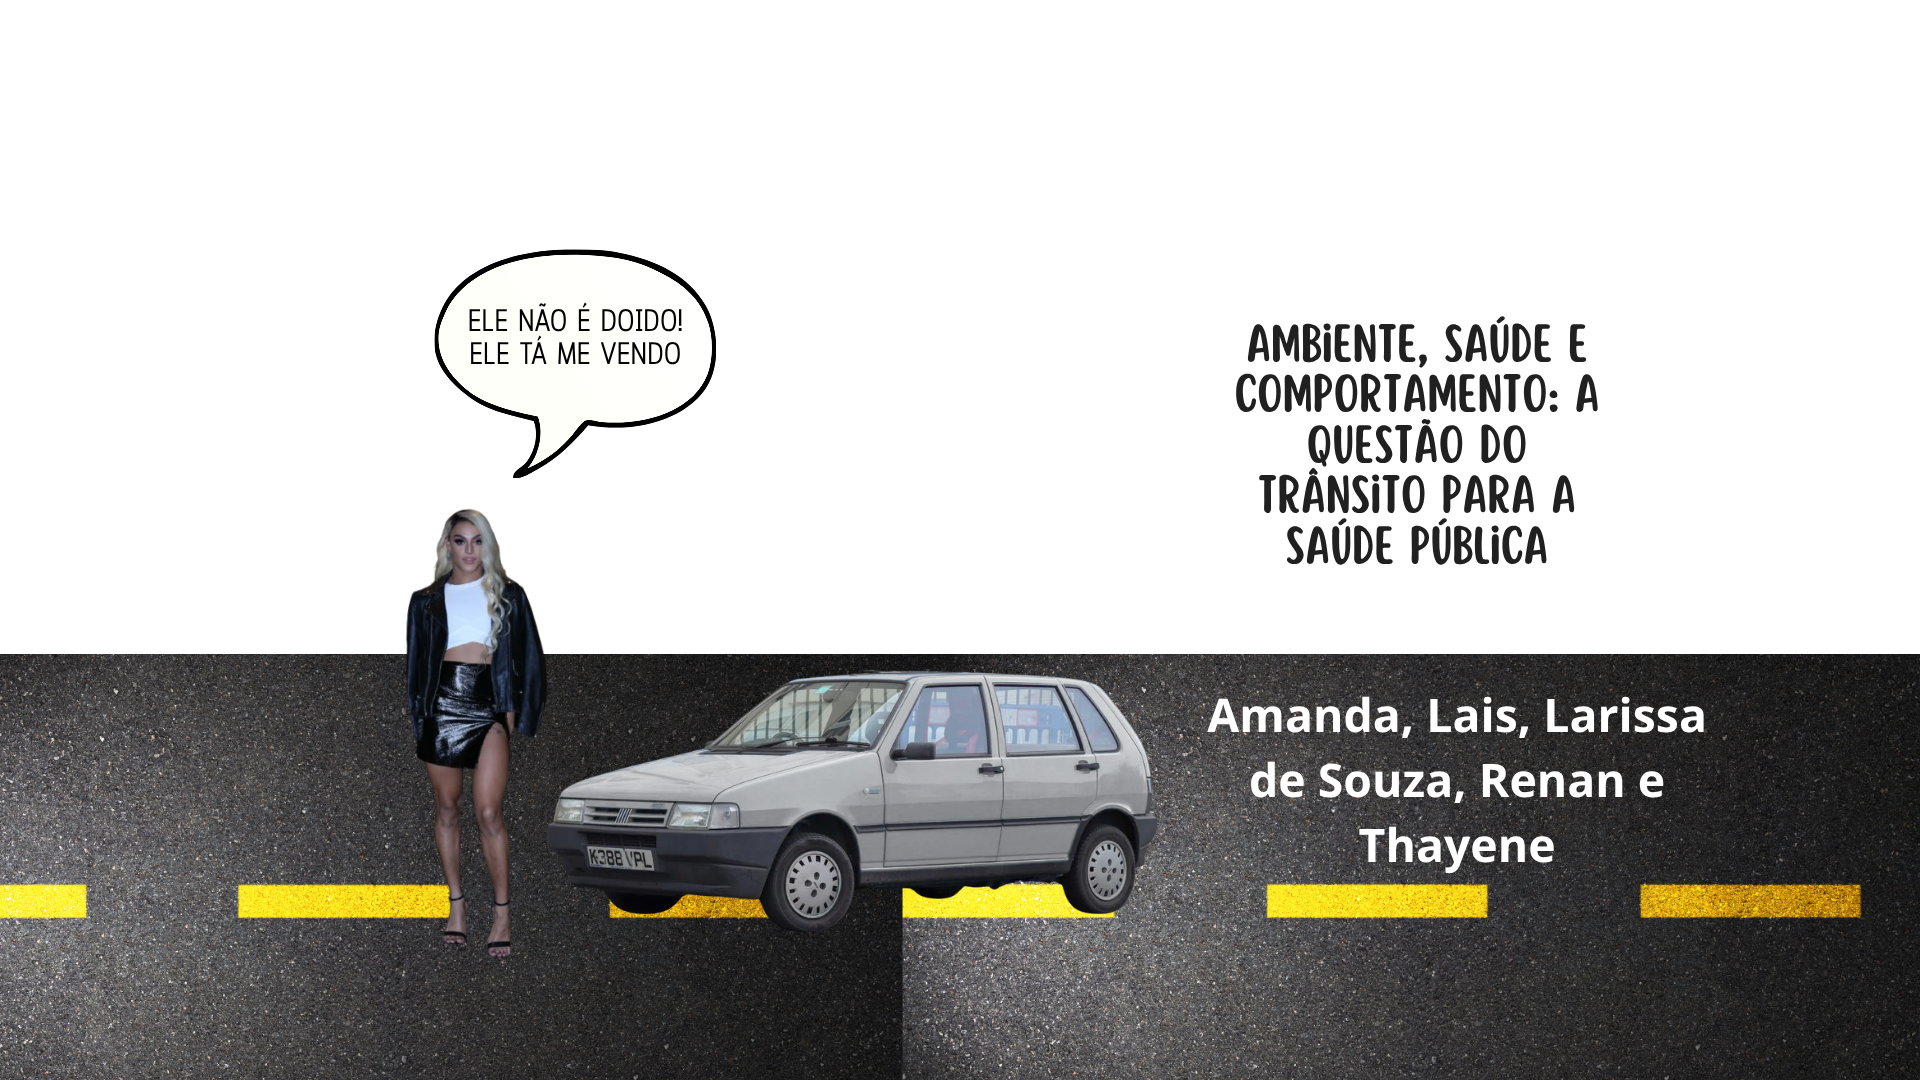 ELE NÃO É DOIDO!
ELE TÁ ME VENDO
AMBIENTE, SAÚDE E
COMPORTAMENTO: A
QUESTÃO DO
TRÂNSITO PARA A
SAÚDE PÚBLICA
Amanda, Lais, Larissa
de Souza, Renan e
Thayene
K388 VPL